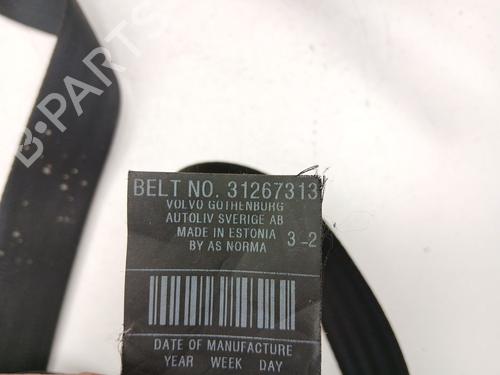 BELT NO. 31267313
VOLVO GOTHENBURG
AUTOLIV SVERIGE AB
MADE IN ESTONIA
BY AS NORMA
3-2
DATE OF MANUFACTURE
YEAR WEEK DAY
B-PARTS